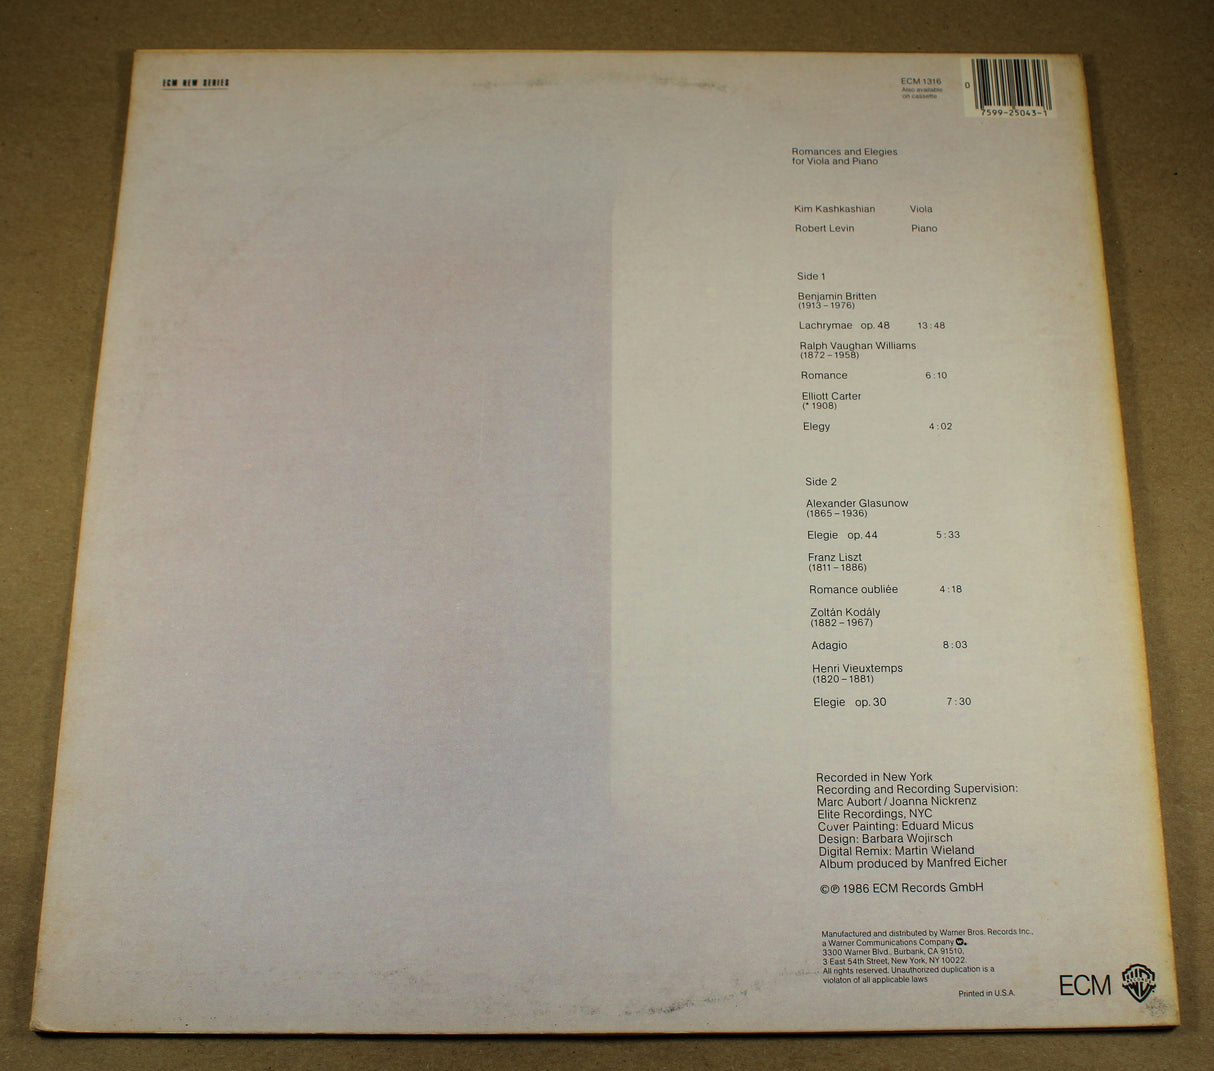 ECM NEW SERIES
ECM 1316
Also available
on cassette
0
7599-25043-1
Romances and Elegies
for Viola and Piano
Kim Kashkashian Viola
Robert Levin Piano
Side 1
Benjamin Britten
(1913 – 1976)
Lachrymae op. 48 13:48
Ralph Vaughan Williams
(1872 – 1958)
Romance 6:10
Elliott Carter
(* 1908)
Elegy 4:02
Side 2
Alexander Glasunow
(1865 – 1936)
Elegie op. 44 5:33
Franz Liszt
(1811 – 1886)
Romance oubliée 4:18
Zoltán Kodály
(1882 – 1967)
Adagio 8:03
Henri Vieuxtemps
(1820 – 1881)
Elegie op. 30 7:30
Recorded in New York
Recording and Recording Supervision:
Marc Aubort / Joanna Nickrenz
Elite Recordings, NYC
Cover Painting: Eduard Micus
Design: Barbara Wojirsch
Digital Remix: Martin Wieland
Album produced by Manfred Eicher
©℗ 1986 ECM Records GmbH
Manufactured and distributed by Warner Bros. Records Inc.,
a Warner Communications Company.
3300 Warner Blvd., Burbank, CA 91510,
3 East 54th Street, New York, NY 10022.
All rights reserved. Unauthorized duplication is a
violaton of all applicable laws
Printed in U.S.A.
ECM